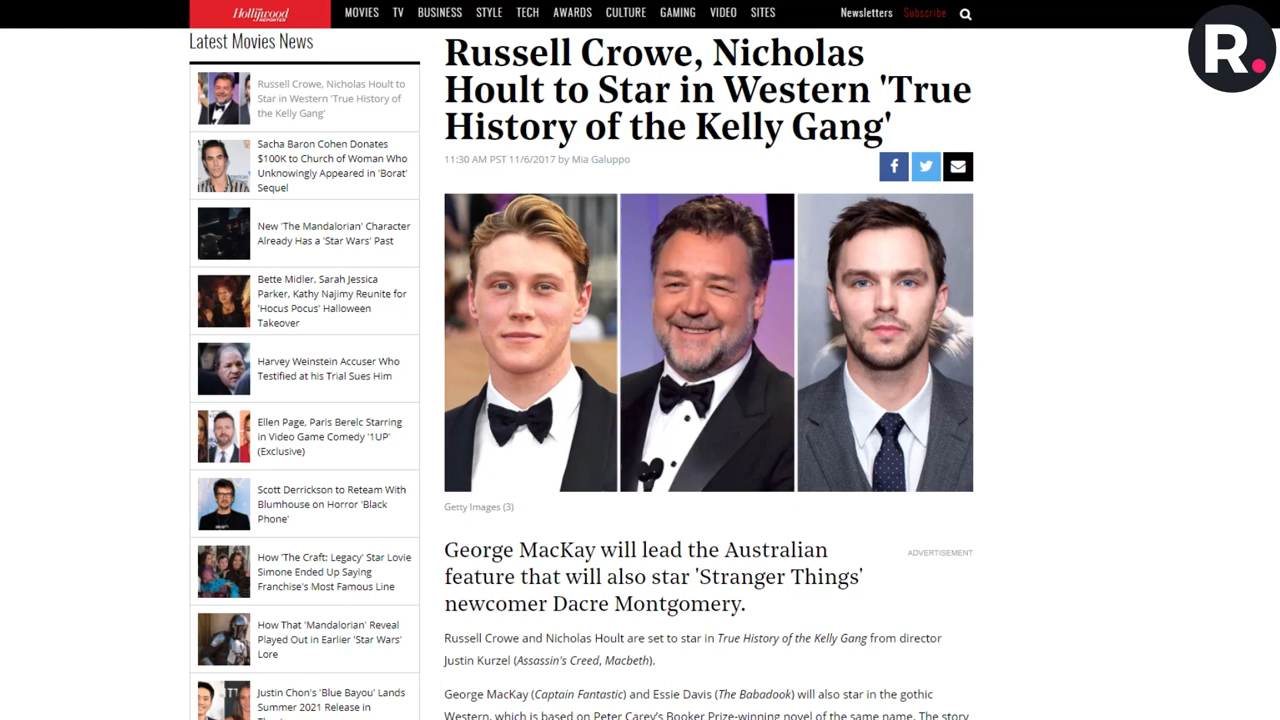 Hollywood
REPORTER
MOVIES TV BUSINESS STYLE TECH AWARDS CULTURE GAMING VIDEO SITES
Newsletters Subscribe
R.
Latest Movies News
Russell Crowe, Nicholas Hoult to
Star in Western 'True History of
the Kelly Gang'
Sacha Baron Cohen Donates
$100K to Church of Woman Who
Unknowingly Appeared in 'Borat'
Sequel
New 'The Mandalorian' Character
Already Has a 'Star Wars' Past
Bette Midler, Sarah Jessica
Parker, Kathy Najimy Reunite for
'Hocus Pocus' Halloween
Takeover
Harvey Weinstein Accuser Who
Testified at his Trial Sues Him
Ellen Page, Paris Berelc Starring
in Video Game Comedy '1UP'
(Exclusive)
Scott Derrickson to Reteam With
Blumhouse on Horror 'Black
Phone'
How 'The Craft: Legacy' Star Lovie
Simone Ended Up Saying
Franchise's Most Famous Line
How That 'Mandalorian' Reveal
Played Out in Earlier 'Star Wars'
Lore
Justin Chon's 'Blue Bayou' Lands
Summer 2021 Release in
Russell Crowe, Nicholas
Hoult to Star in Western 'True
History of the Kelly Gang'
11:30 AM PST 11/6/2017 by Mia Galuppo
f
Getty Images (3)
George MacKay will lead the Australian
feature that will also star 'Stranger Things'
newcomer Dacre Montgomery.
ADVERTISEMENT
Russell Crowe and Nicholas Hoult are set to star in True History of the Kelly Gang from director
Justin Kurzel (Assassin's Creed, Macbeth).
George MacKay (Captain Fantastic) and Essie Davis (The Babadook) will also star in the gothic
Western, which is based on Peter Carey's Booker Prize-winning novel of the same name. The story